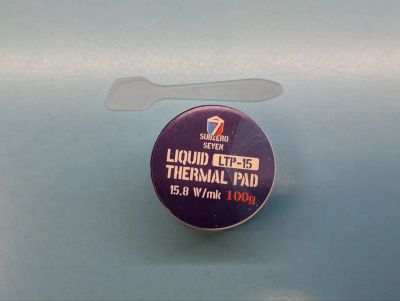 SUBZERO
SEVEN
LIQUID LTP-15
THERMAL PAD
15.8 W/mk 100g